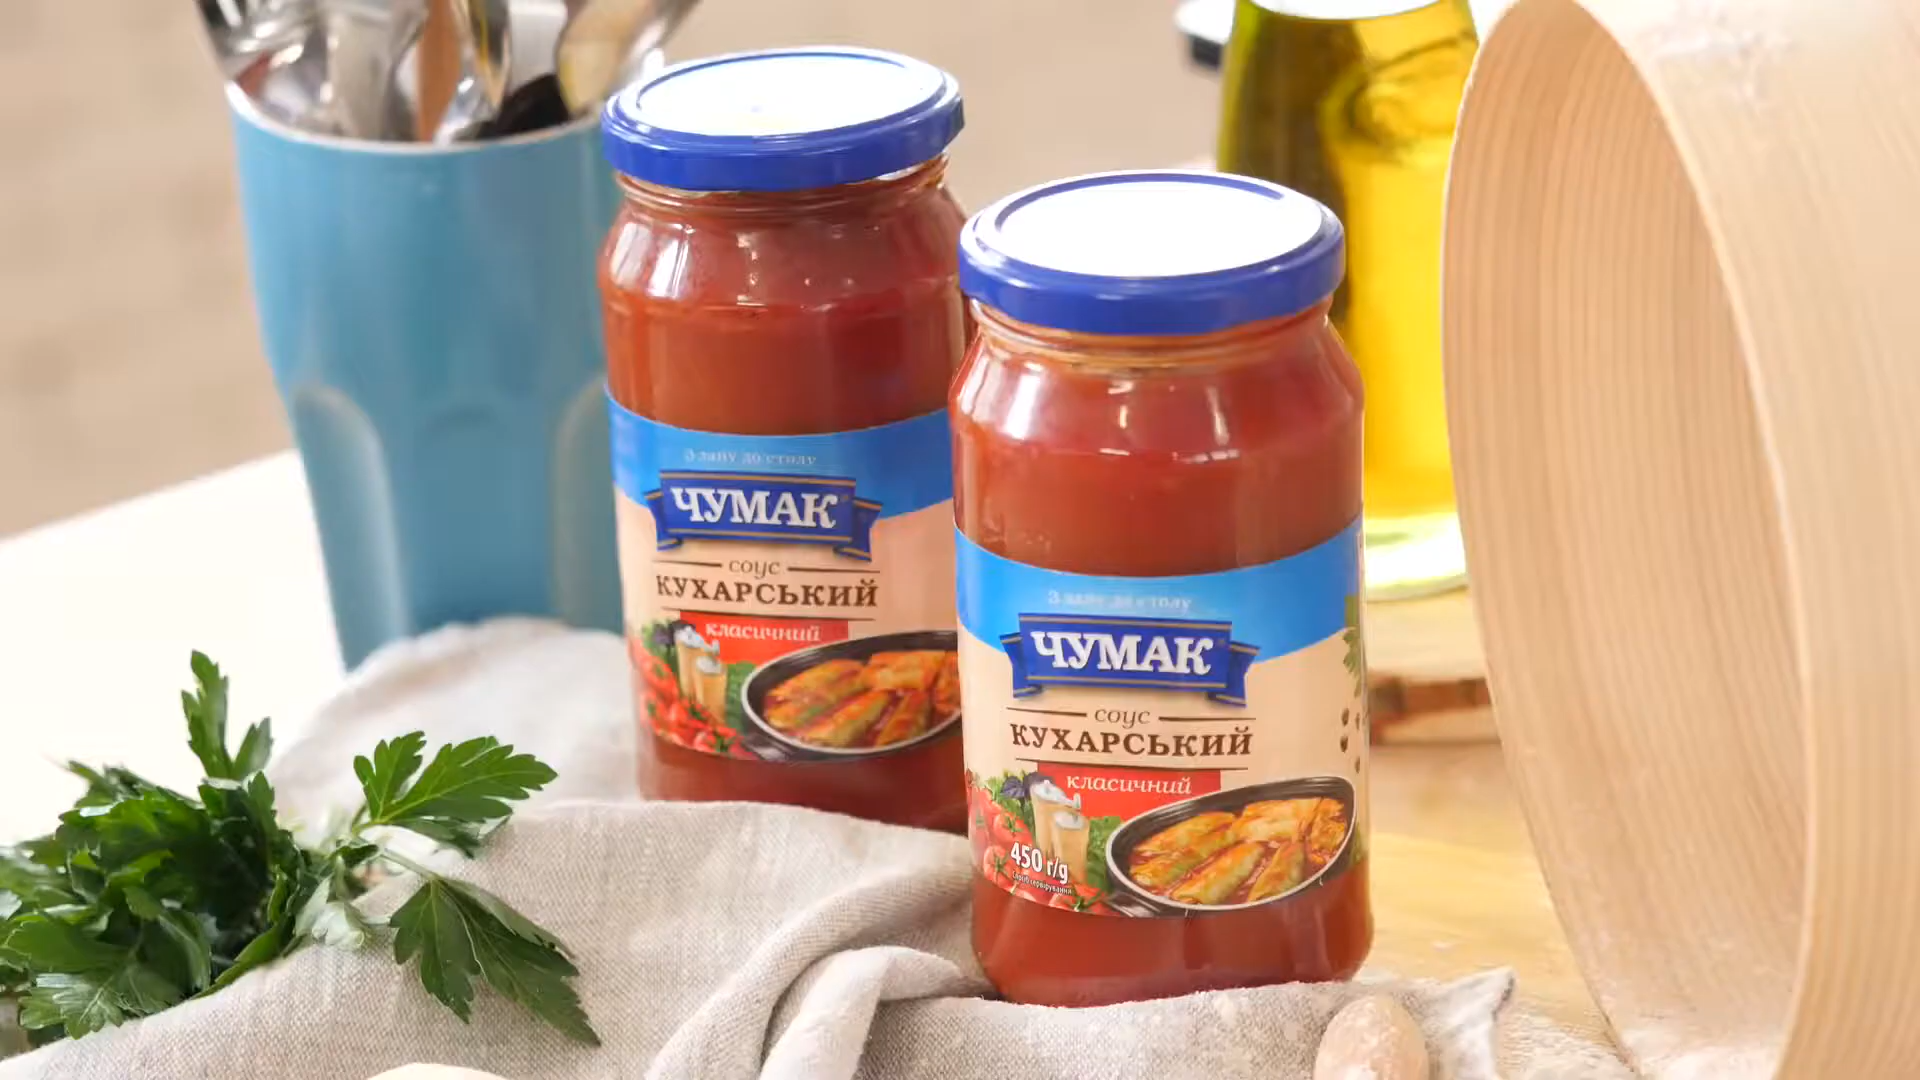 З лану до столу
ЧУМАК
соус
КУХАРСЬКИЙ
класичний
З лану до столу
ЧУМАК
соус
КУХАРСЬКИЙ
класичний
450 г/g